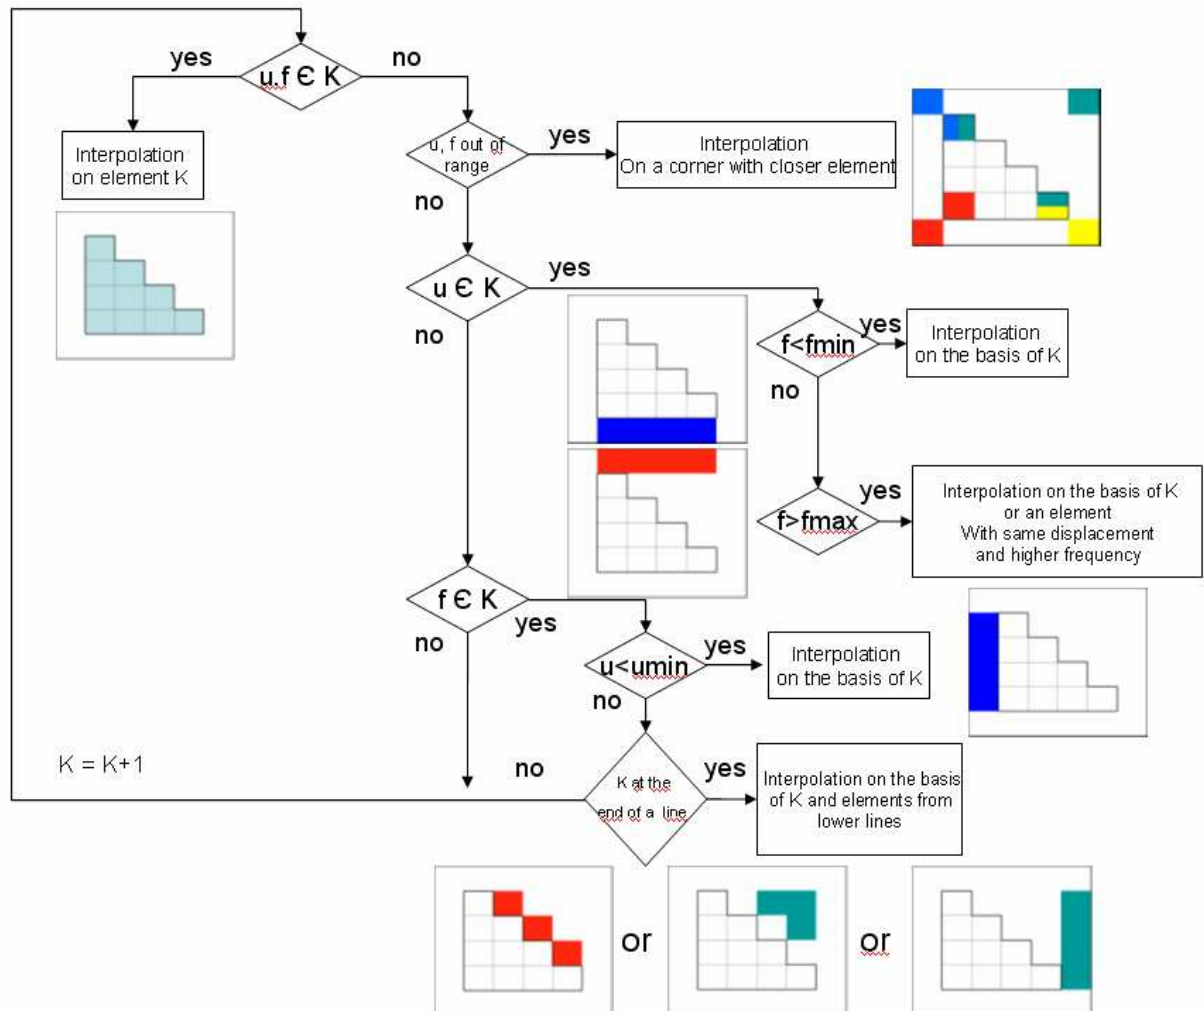 yes
no
u.f Є K
Interpolation
on element K
u, f out of
range
yes
Interpolation
On a corner with closer element
no
u Є K
yes
no
f<fmin
yes
Interpolation
on the basis of K
no
f>fmax
yes
Interpolation on the basis of K
or an element
With same displacement
and higher frequency
f Є K
yes
no
u<umin
yes
Interpolation
on the basis of K
no
K = K+1
no
K at the
end of a line
yes
Interpolation on the basis
of K and elements from
lower lines
or
or